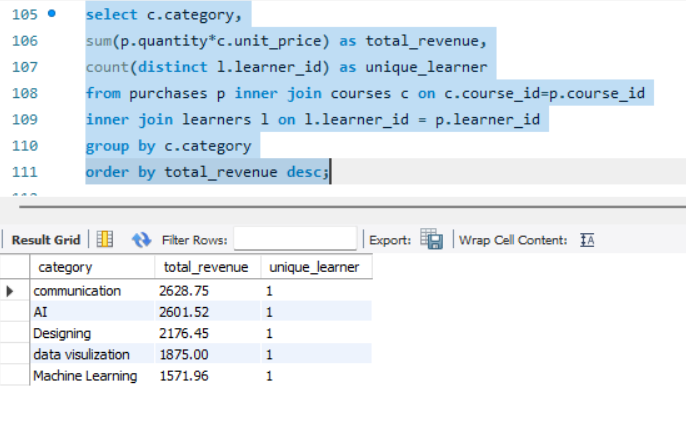 105 select c.category,
106 sum(p.quantity*c.unit_price) as total_revenue,
107 count(distinct l.learner_id) as unique_learner
108 from purchases p inner join courses c on c.course_id=p.course_id
109 inner join learners l on l.learner_id = p.learner_id
110 group by c.category
111 order by total_revenue desc;
Result Grid Filter Rows: Export: Wrap Cell Content: IA
category total_revenue unique_learner
communication 2628.75 1
AI 2601.52 1
Designing 2176.45 1
data visulization 1875.00 1
Machine Learning 1571.96 1